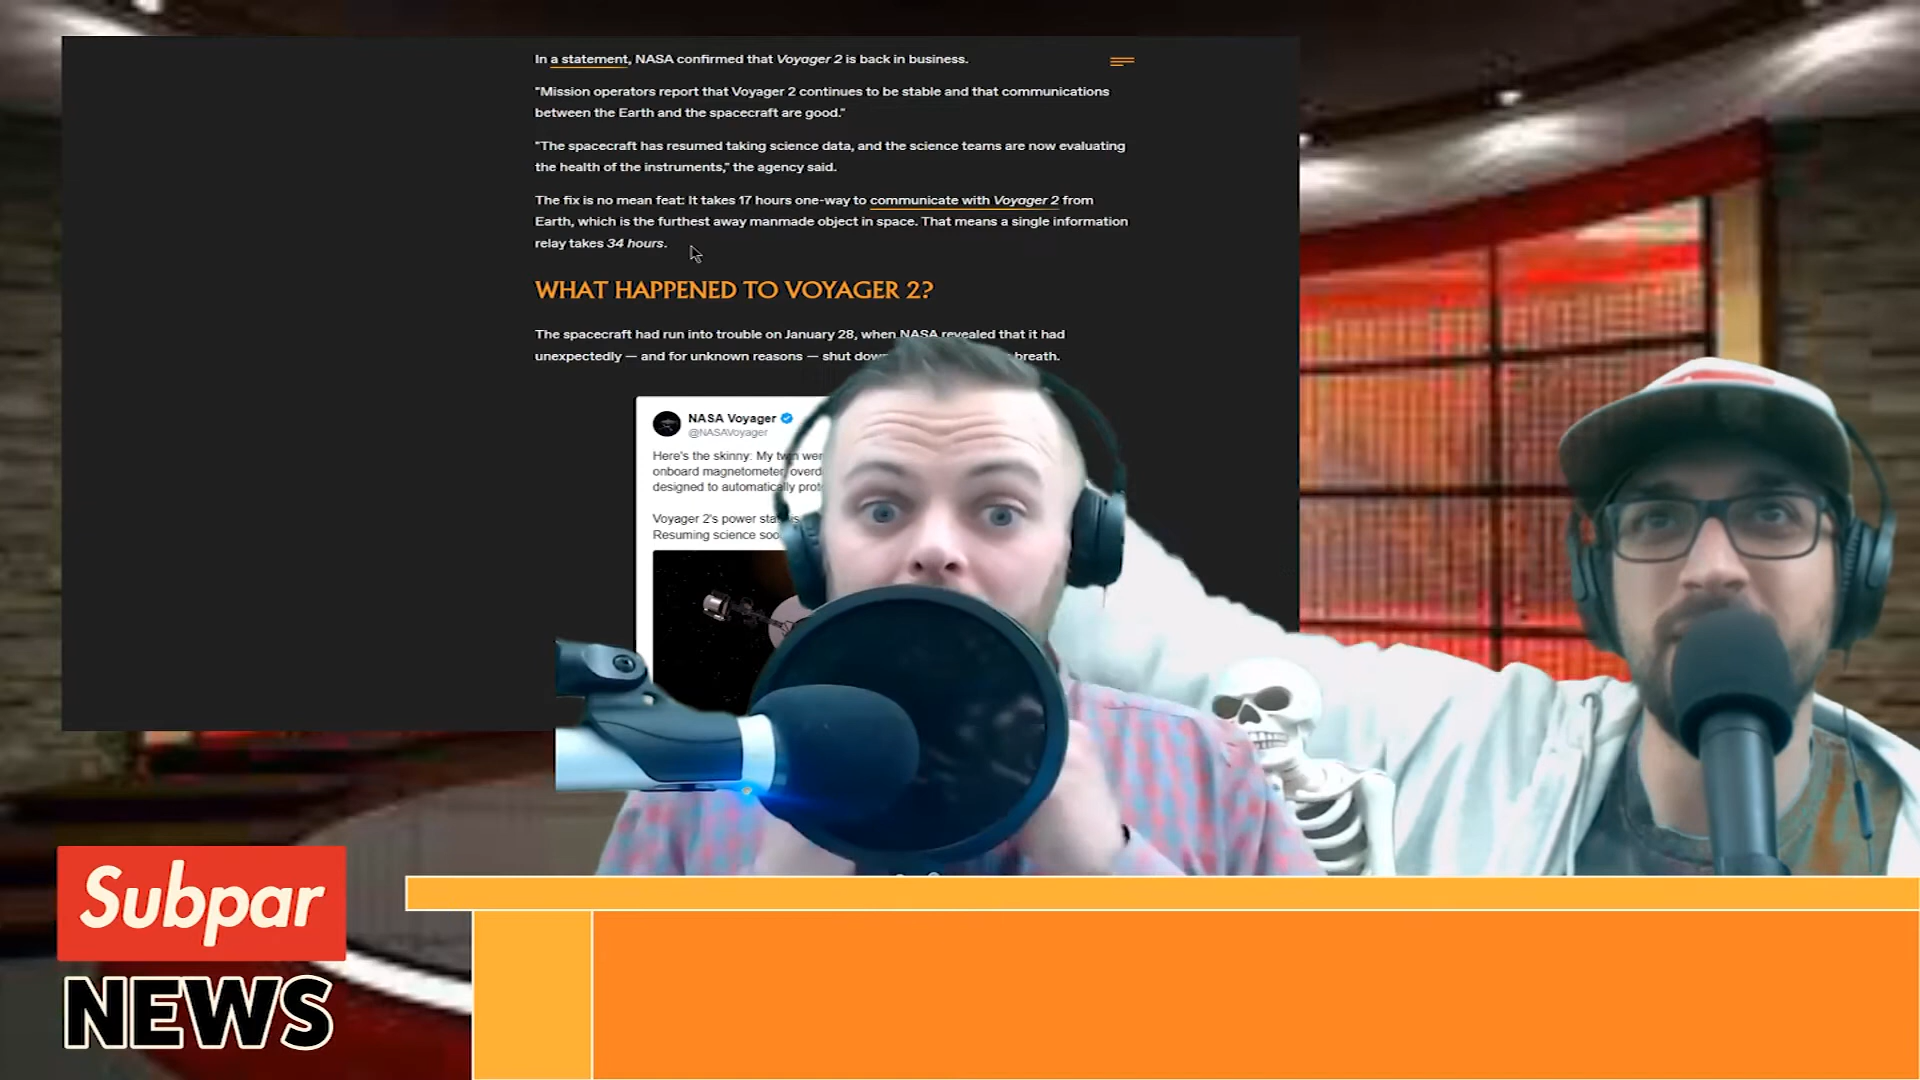 In a statement, NASA confirmed that Voyager 2 is back in business.
"Mission operators report that Voyager 2 continues to be stable and that communications
between the Earth and the spacecraft are good."
"The spacecraft has resumed taking science data, and the science teams are now evaluating
the health of the instruments," the agency said.
The fix is no mean feat: It takes 17 hours one-way to communicate with Voyager 2 from
Earth, which is the furthest away manmade object in space. That means a single information
relay takes 34 hours.
WHAT HAPPENED TO VOYAGER 2?
The spacecraft had run into trouble on January 28, when NASA revealed that it had
unexpectedly — and for unknown reasons — shut down breath.
NASA Voyager
@NASAVoyager
Here's the skinny: My twin
onboard magnetometer
designed to automatically
Voyager 2's power
Resuming science
Subpar
NEWS